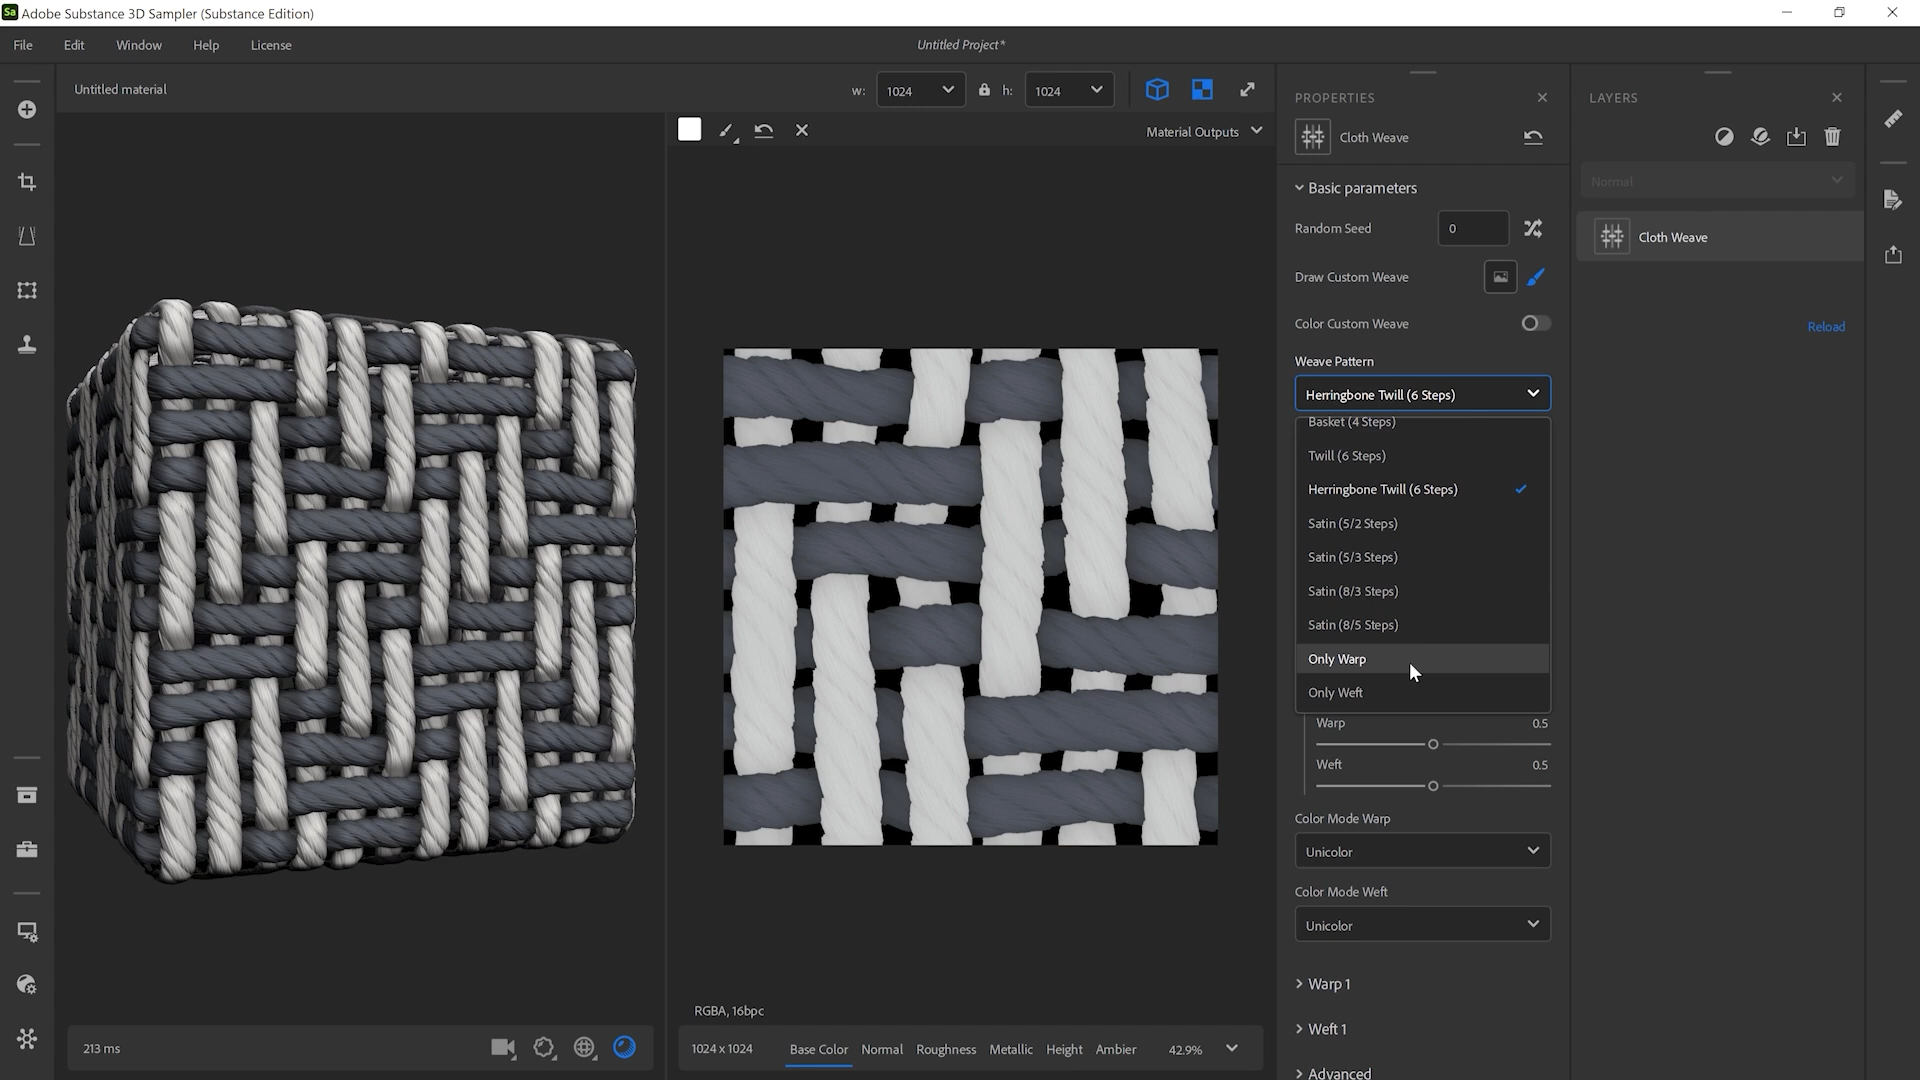 Sa Adobe Substance 3D Sampler (Substance Edition)
File Edit Window Help License
Untitled Project*
Untitled material
w: 1024 h: 1024
Material Outputs
PROPERTIES
Cloth Weave
Basic parameters
Random Seed 0
Draw Custom Weave
Color Custom Weave
Weave Pattern
Herringbone Twill (6 Steps)
Basket (4 Steps)
Twill (6 Steps)
Herringbone Twill (6 Steps)
Satin (5/2 Steps)
Satin (5/3 Steps)
Satin (8/3 Steps)
Satin (8/5 Steps)
Only Warp
Only Weft
Warp 0.5
Weft 0.5
Color Mode Warp
Unicolor
Color Mode Weft
Unicolor
Warp 1
Weft 1
Advanced
LAYERS
Normal
Cloth Weave
Reload
213 ms
RGBA, 16bpc
1024 x 1024 Base Color Normal Roughness Metallic Height Ambier 42.9%